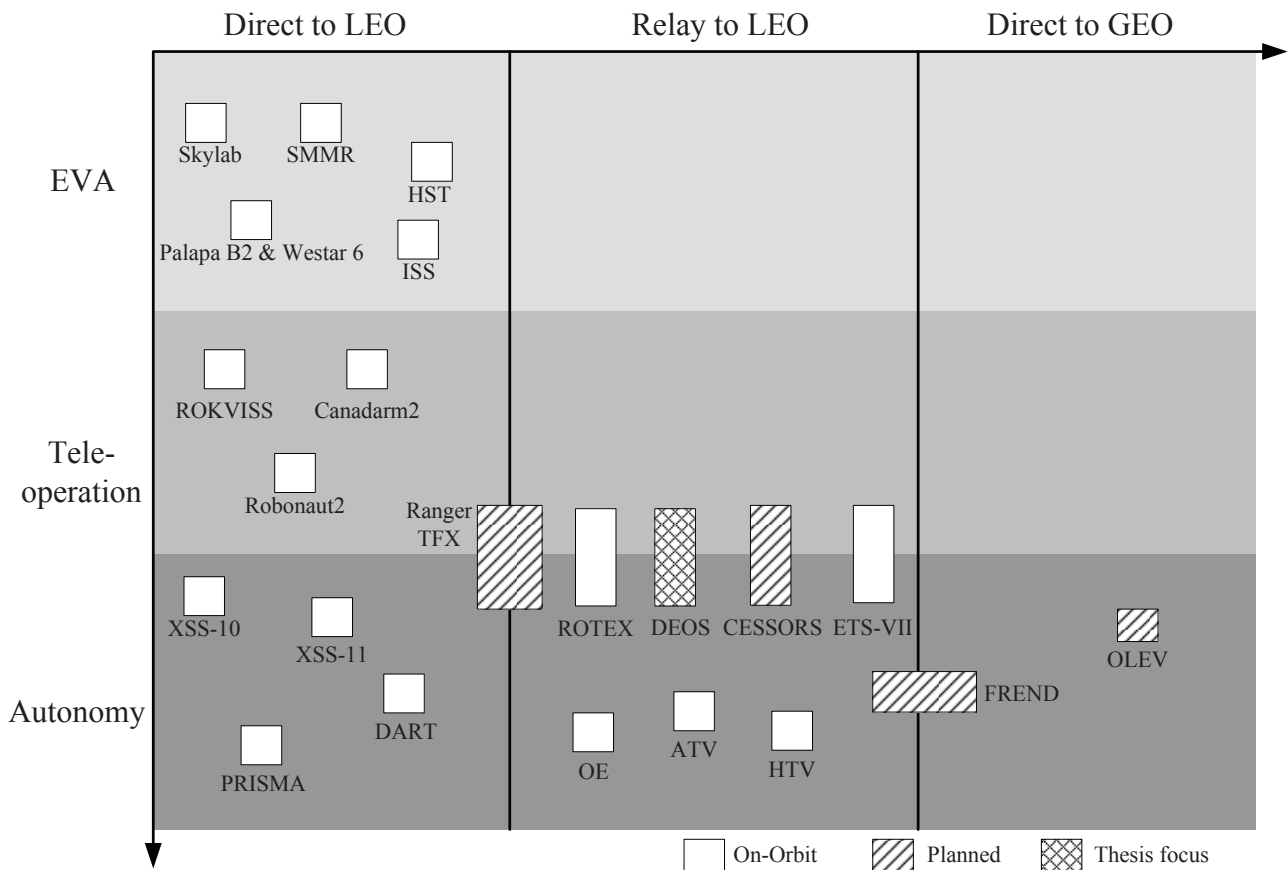 Direct to LEO
Relay to LEO
Direct to GEO
EVA
Skylab
SMMR
HST
Palapa B2 & Westar 6
ISS
Tele-
operation
ROKVISS
Canadarm2
Robonaut2
Ranger
TFX
Autonomy
XSS-10
XSS-11
DART
PRISMA
ROTEX
DEOS
CESSORS
ETS-VII
OE
ATV
HTV
FREND
OLEV
On-Orbit
Planned
Thesis focus